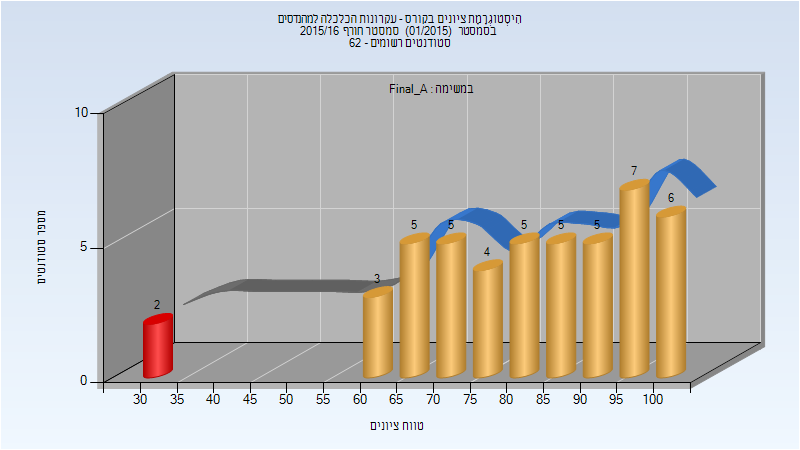 הִיסְטוֹגְרָמַת ציונים בקורס - עקרונות הכלכלה למהנדסים
בסמסטר (01/2015) סמסטר חורף 2015/16
סטודנטים רשומים - 62
במשימה : Final_A
מספר סטודנטים
10
5
0
2
3
5
5
4
5
5
5
7
6
30 35 40 45 50 55 60 65 70 75 80 85 90 95 100
טווח ציונים